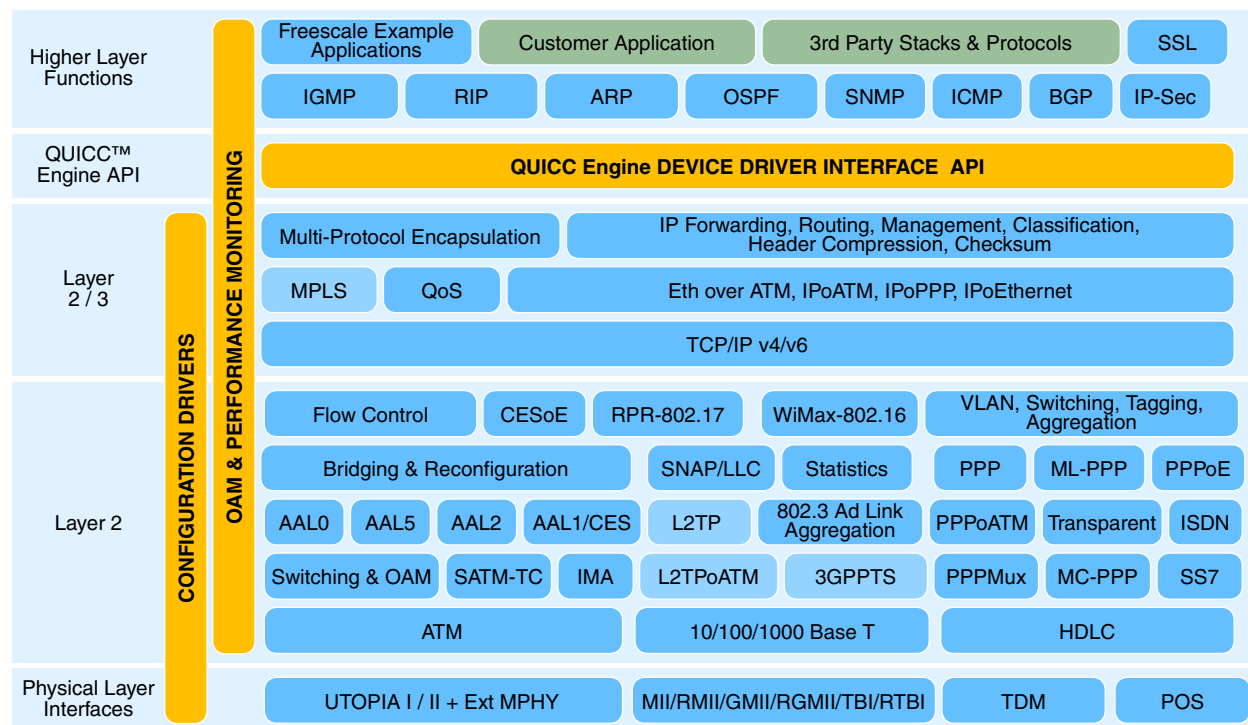 Higher Layer
Functions
Freescale Example
Applications
Customer Application
3rd Party Stacks & Protocols
SSL
IGMP
RIP
ARP
OSPF
SNMP
ICMP
BGP
IP-Sec
QUICC™
Engine API
QUICC Engine DEVICE DRIVER INTERFACE API
OAM & PERFORMANCE MONITORING
CONFIGURATION DRIVERS
Layer
2 / 3
Multi-Protocol Encapsulation
IP Forwarding, Routing, Management, Classification,
Header Compression, Checksum
MPLS
QoS
Eth over ATM, IPoATM, IPoPPP, IPoEthernet
TCP/IP v4/v6
Layer 2
Flow Control
CESoE
RPR-802.17
WiMax-802.16
VLAN, Switching, Tagging,
Aggregation
Bridging & Reconfiguration
SNAP/LLC
Statistics
PPP
ML-PPP
PPPoE
AAL0
AAL5
AAL2
AAL1/CES
L2TP
802.3 Ad Link
Aggregation
PPPoATM
Transparent
ISDN
Switching & OAM
SATM-TC
IMA
L2TPoATM
3GPPTS
PPPMux
MC-PPP
SS7
ATM
10/100/1000 Base T
HDLC
Physical Layer
Interfaces
UTOPIA I / II + Ext MPHY
MII/RMII/GMII/RGMII/TBI/RTBI
TDM
POS